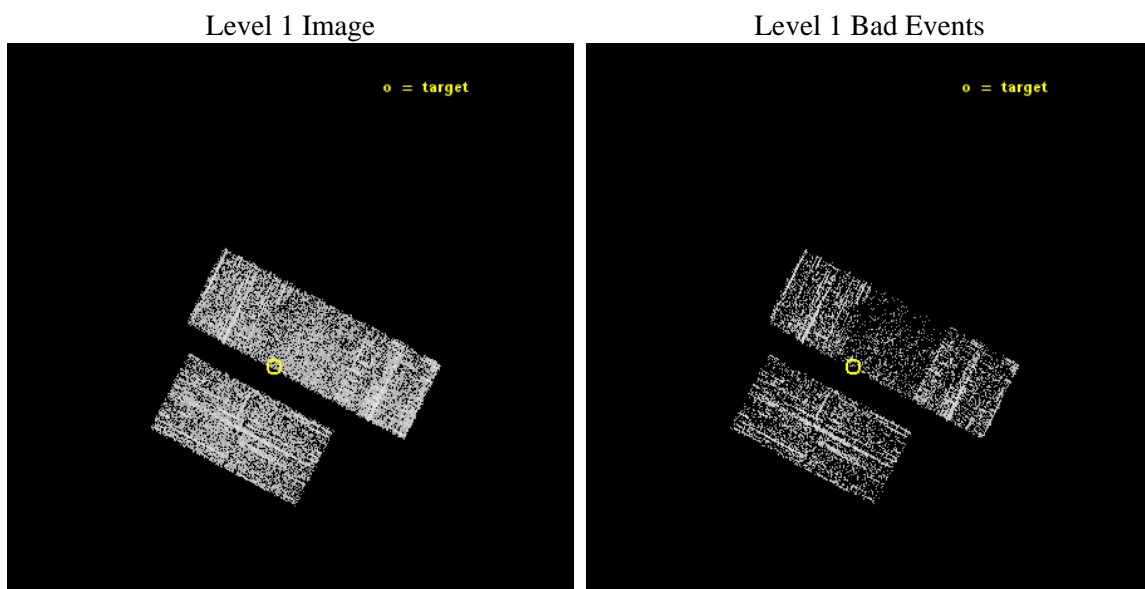 Level 1 Image
Level 1 Bad Events
o = target
o = target